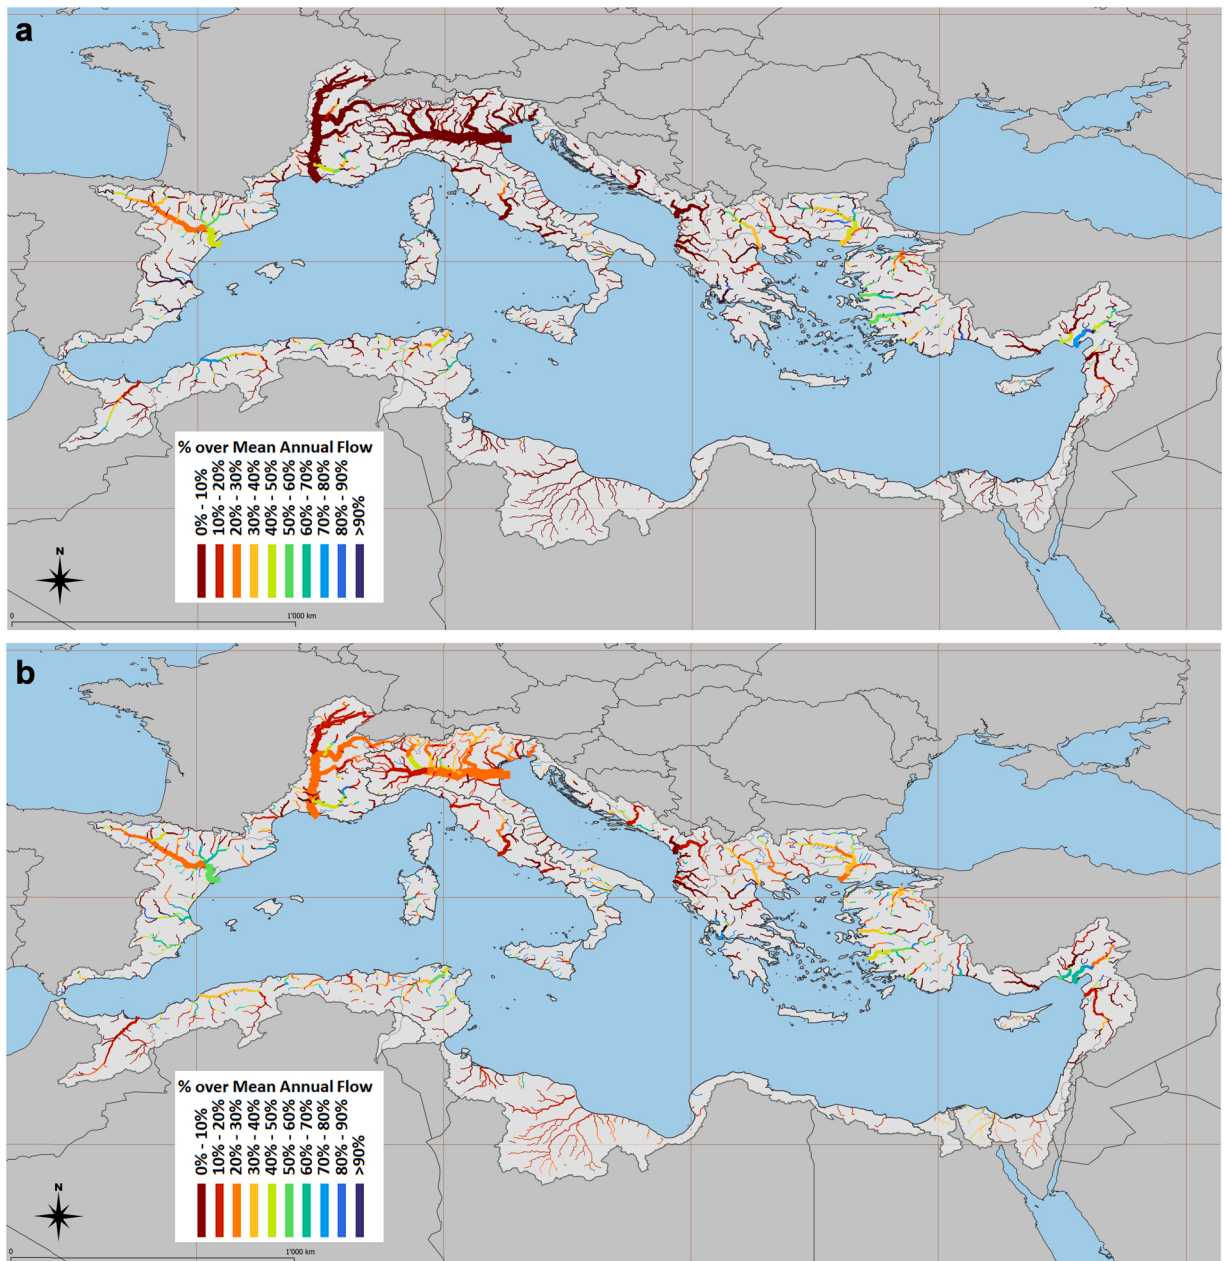 a
% over Mean Annual Flow
0% - 10%
10% - 20%
20% - 30%
30% - 40%
40% - 50%
50% - 60%
60% - 70%
70% - 80%
80% - 90%
>90%
N
0 1'000 km
b
% over Mean Annual Flow
0% - 10%
10% - 20%
20% - 30%
30% - 40%
40% - 50%
50% - 60%
60% - 70%
70% - 80%
80% - 90%
>90%
N
0 1'000 km